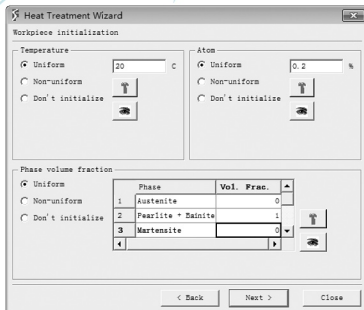 Heat Treatment Wizard
Workpiece initialization
Temperature
Uniform
20 C
Non-uniform
Don't initialize
Atom
Uniform
0.2 %
Non-uniform
Don't initialize
Phase volume fraction
Uniform
Non-uniform
Don't initialize
Phase Vol. Frac.
1 Austenite 0
2 Pearlite + Bainite 1
3 Martensite 0
< Back Next > Close